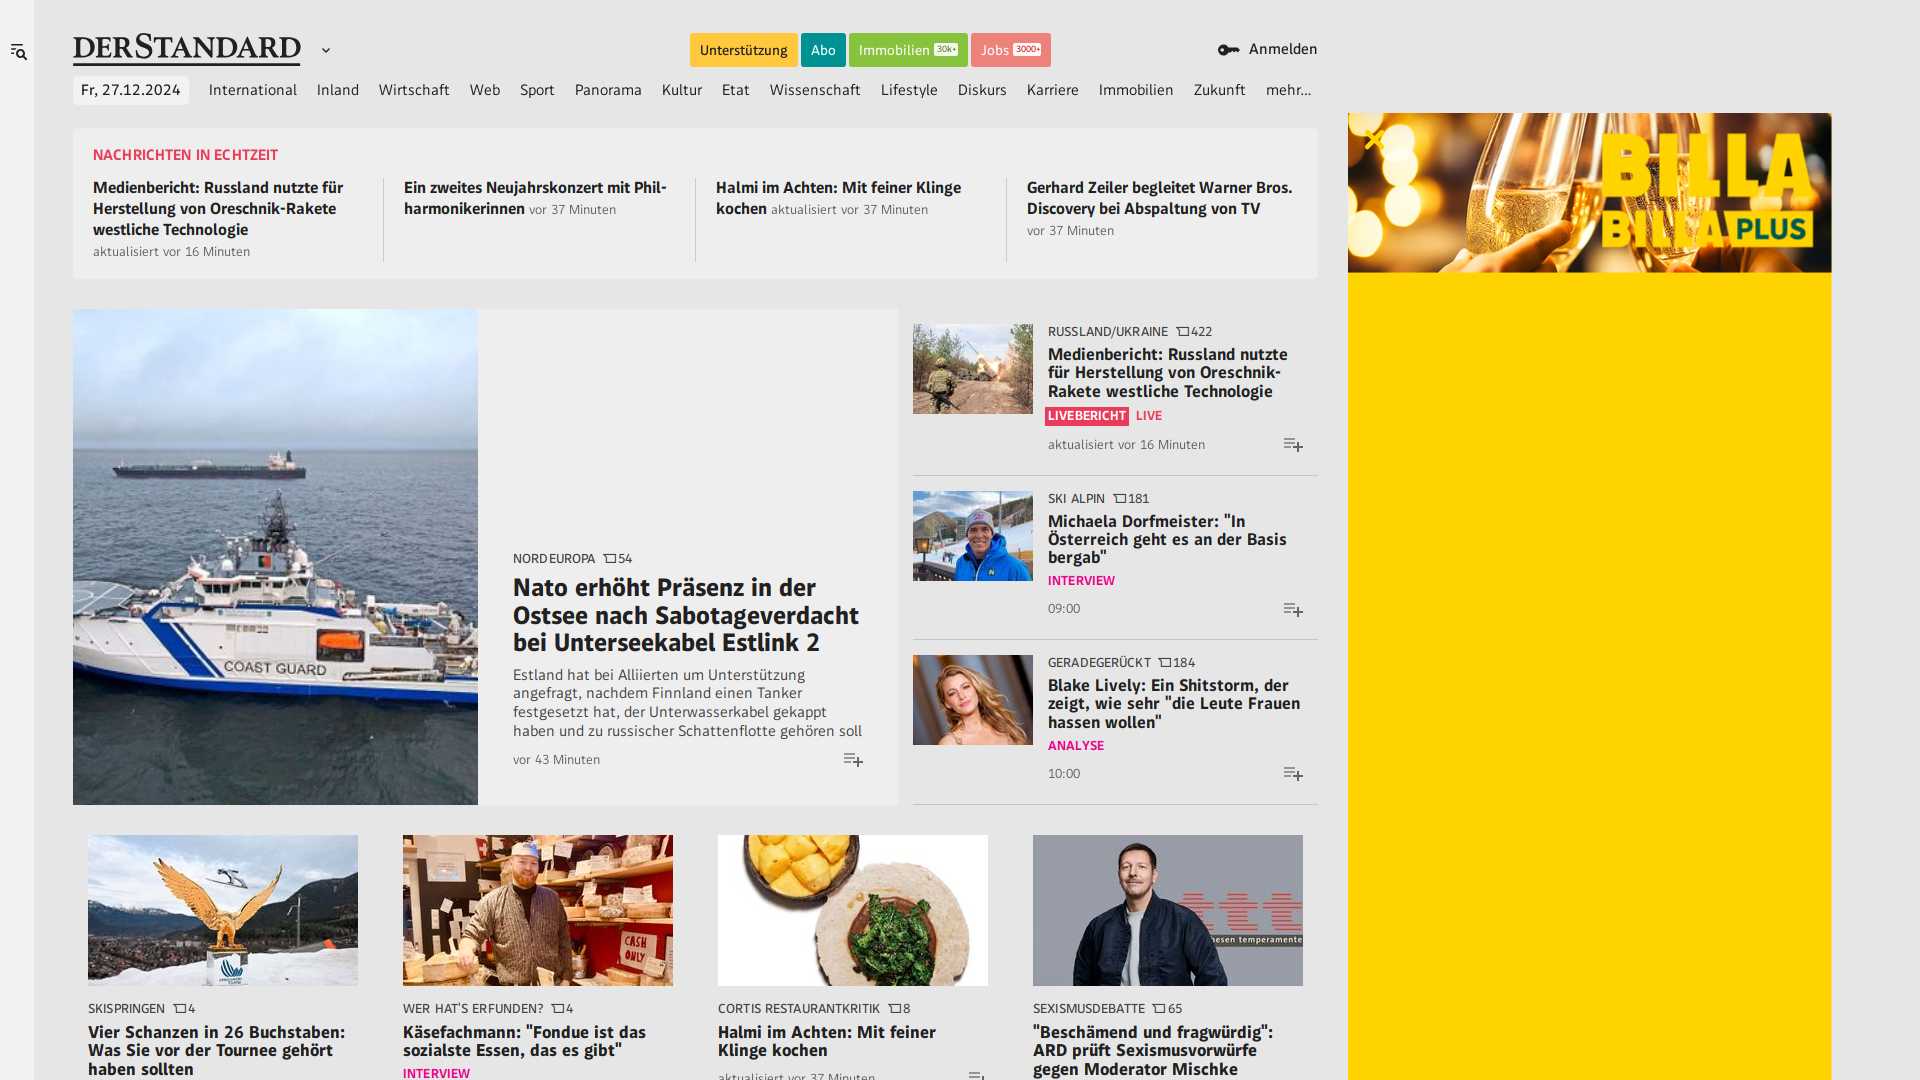 DERSTANDARD
Unterstützung
Abo
Immobilien 30k+
Jobs 3000+
Anmelden
Fr, 27.12.2024
International
Inland
Wirtschaft
Web
Sport
Panorama
Kultur
Etat
Wissenschaft
Lifestyle
Diskurs
Karriere
Immobilien
Zukunft
mehr...
BILLA
BILLA PLUS
NACHRICHTEN IN ECHTZEIT
Medienbericht: Russland nutzte für
Herstellung von Oreschnik-Rakete
westliche Technologie
aktualisiert vor 16 Minuten
Ein zweites Neujahrskonzert mit Phil-
harmonikerinnen vor 37 Minuten
Halmi im Achten: Mit feiner Klinge
kochen aktualisiert vor 37 Minuten
Gerhard Zeiler begleitet Warner Bros.
Discovery bei Abspaltung von TV
vor 37 Minuten
COAST GUARD
NORDEUROPA 54
Nato erhöht Präsenz in der
Ostsee nach Sabotageverdacht
bei Unterseekabel Estlink 2
Estland hat bei Alliierten um Unterstützung
angefragt, nachdem Finnland einen Tanker
festgesetzt hat, der Unterwasserkabel gekappt
haben und zu russischer Schattenflotte gehören soll
vor 43 Minuten
RUSSLAND/UKRAINE 422
Medienbericht: Russland nutzte
für Herstellung von Oreschnik-
Rakete westliche Technologie
LIVEBERICHT LIVE
aktualisiert vor 16 Minuten
SKI ALPIN 181
Michaela Dorfmeister: "In
Österreich geht es an der Basis
bergab"
INTERVIEW
09:00
GERADEGERÜCKT 184
Blake Lively: Ein Shitstorm, der
zeigt, wie sehr "die Leute Frauen
hassen wollen"
ANALYSE
10:00
SKISPRINGEN 4
Vier Schanzen in 26 Buchstaben:
Was Sie vor der Tournee gehört
haben sollten
CASH
ONLY
WER HAT'S ERFUNDEN? 4
Käsefachmann: "Fondue ist das
sozialste Essen, das es gibt"
INTERVIEW
CORTIS RESTAURANTKRITIK 8
Halmi im Achten: Mit feiner
Klinge kochen
aktualisiert vor 37 Minuten
ttt
hesen temperamente
SEXISMUSDEBATTE 65
"Beschämend und fragwürdig":
ARD prüft Sexismusvorwürfe
gegen Moderator Mischke